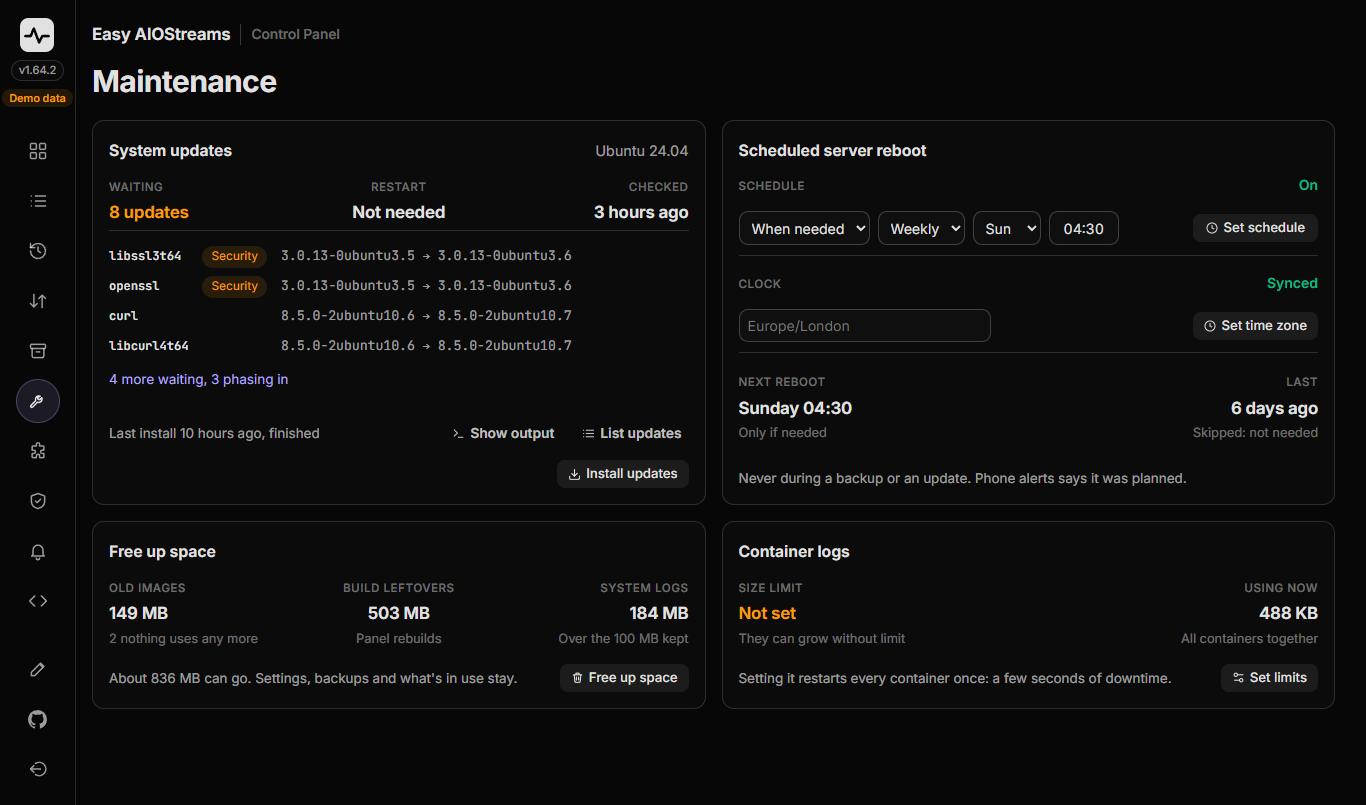 Easy AIOStreams
Control Panel
v1.64.2
Demo data
Maintenance
System updates
Ubuntu 24.04
WAITING
RESTART
CHECKED
8 updates
Not needed
3 hours ago
libssl3t64 Security 3.0.13-0ubuntu3.5 → 3.0.13-0ubuntu3.6
openssl Security 3.0.13-0ubuntu3.5 → 3.0.13-0ubuntu3.6
curl 8.5.0-2ubuntu10.6 → 8.5.0-2ubuntu10.7
libcurl4t64 8.5.0-2ubuntu10.6 → 8.5.0-2ubuntu10.7
4 more waiting, 3 phasing in
Last install 10 hours ago, finished
Show output
List updates
Install updates
Scheduled server reboot
SCHEDULE
On
When needed
Weekly
Sun
04:30
Set schedule
CLOCK
Synced
Europe/London
Set time zone
NEXT REBOOT
LAST
Sunday 04:30
6 days ago
Only if needed
Skipped: not needed
Never during a backup or an update. Phone alerts says it was planned.
Free up space
OLD IMAGES
BUILD LEFTOVERS
SYSTEM LOGS
149 MB
503 MB
184 MB
2 nothing uses any more
Panel rebuilds
Over the 100 MB kept
About 836 MB can go. Settings, backups and what's in use stay.
Free up space
Container logs
SIZE LIMIT
USING NOW
Not set
488 KB
They can grow without limit
All containers together
Setting it restarts every container once: a few seconds of downtime.
Set limits